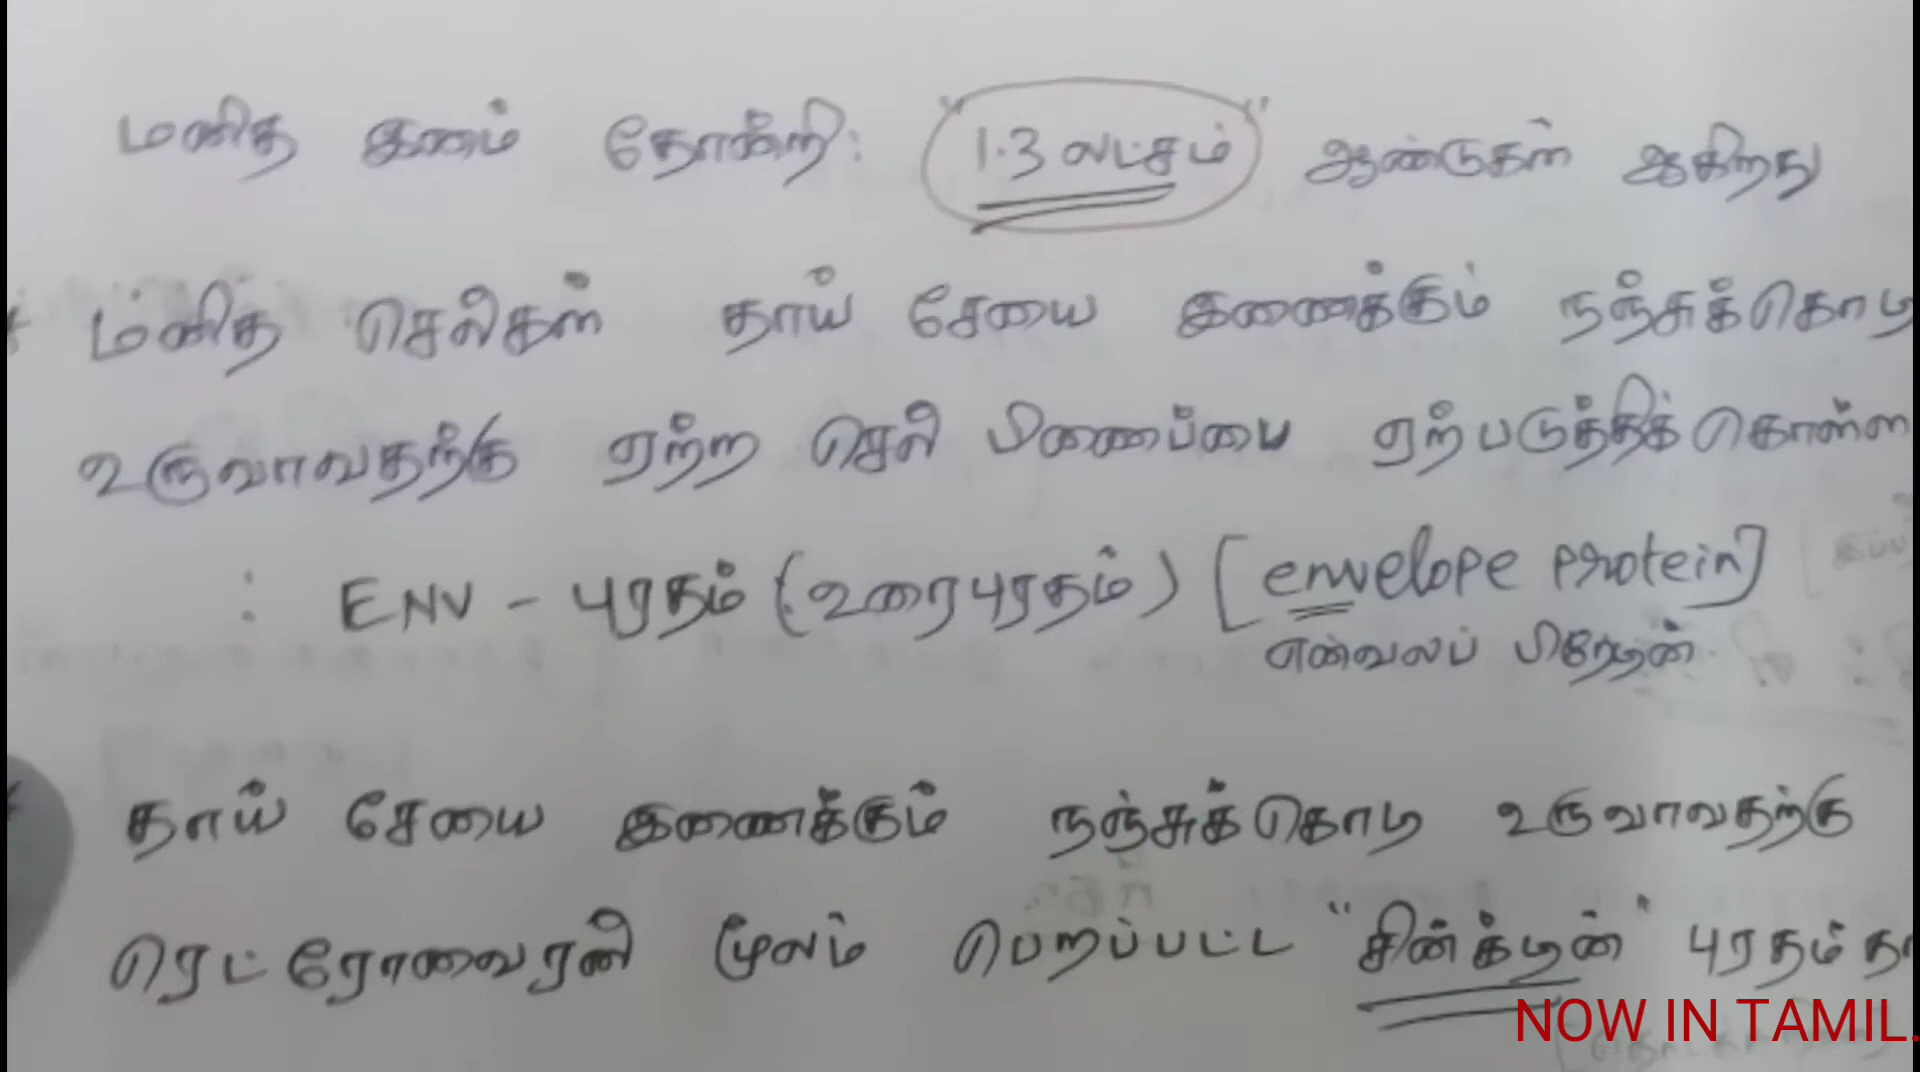 மனித இனம் தோன்றி: "1.3 லட்சம்" ஆண்டுகள் ஆகிறது
* மனித செல்கள் தாய் சேயை இணைக்கும் நஞ்சுக்கொடி
உருவாவதற்கு ஏற்ற செல் பிணைப்பை ஏற்படுத்திக்கொள்ள
: ENV - புரதம் (உரைபுரதம்) [envelope protein]
என்வலப் பிரோடீன்
* தாய் சேயை இணைக்கும் நஞ்சுக்கொடி உருவாவதற்கு
ரெட்ரோவைரஸ் மூலம் பெறப்பட்ட "சின்க்டின்" புரதம்
NOW IN TAMIL.